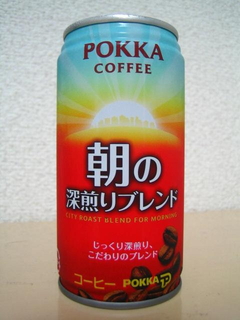 POKKA
COFFEE
朝の
深煎りブレンド
CITY ROAST BLEND FOR MORNING
じっくり深煎り、
こだわりのブレンド
コーヒー POKKA